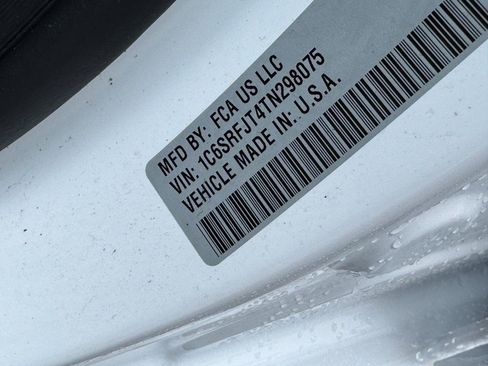 MFD BY: FCA US LLC
VIN: 1C6SRFJT4TN298075
VEHICLE MADE IN: U.S.A.